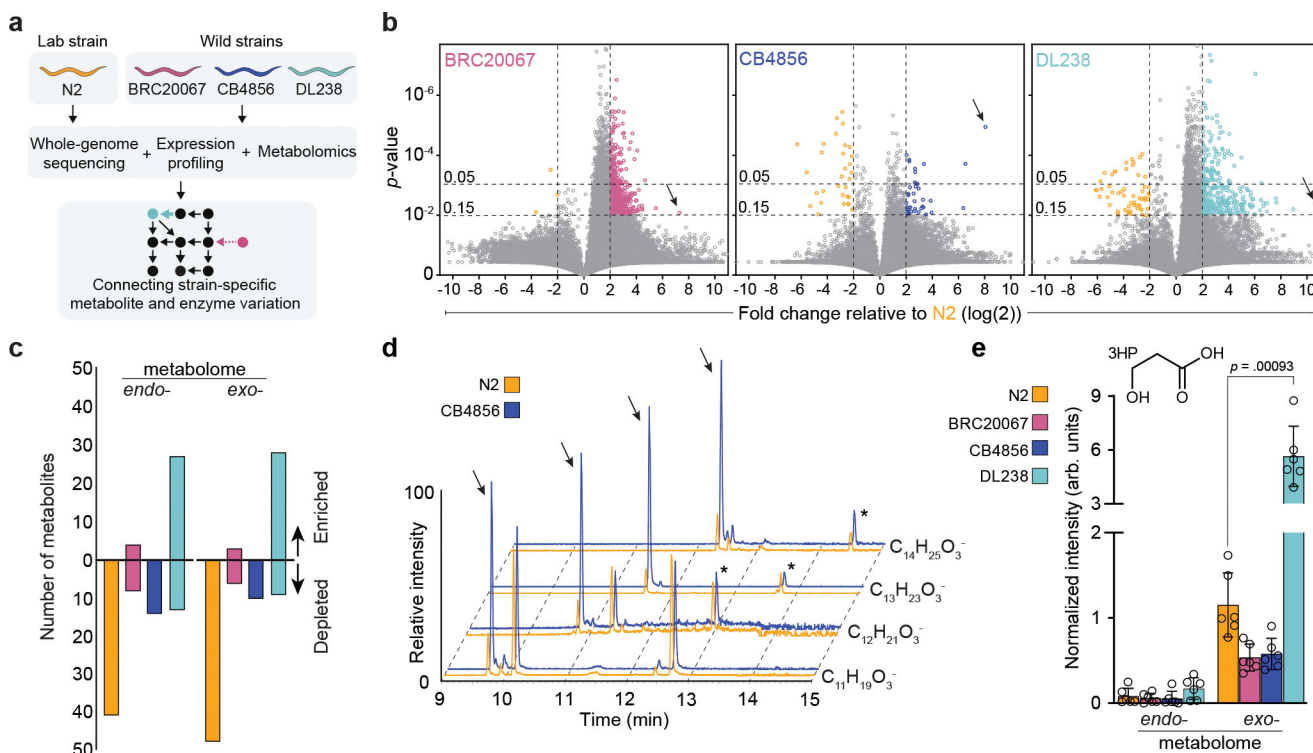 a
Lab strain
Wild strains
N2
BRC20067 CB4856 DL238
Whole-genome sequencing + Expression profiling + Metabolomics
Connecting strain-specific
metabolite and enzyme variation
b
BRC20067
CB4856
DL238
p-value
10⁻⁶
10⁻⁴
0.05
10⁻²
0.15
0
0.05
0.15
0.05
0.15
-10 -8 -6 -4 -2 0 2 4 6 8 10
-10 -8 -6 -4 -2 0 2 4 6 8 10
-10 -8 -6 -4 -2 0 2 4 6 8 10
Fold change relative to N2 (log(2))
c
metabolome
endo- exo-
Number of metabolites
50
40
30
20
10
0
10
20
30
40
50
Enriched
Depleted
d
N2
CB4856
Relative intensity
100
0
*
*
*
C₁₄H₂₅O₃⁻
C₁₃H₂₃O₃⁻
C₁₂H₂₁O₃⁻
C₁₁H₁₉O₃⁻
9 10 11 12 13 14 15
Time (min)
e
3HP
OH
OH
O
p = .00093
N2
BRC20067
CB4856
DL238
Normalized intensity (arb. units)
9
6
3
2
1
0
endo- exo-
metabolome